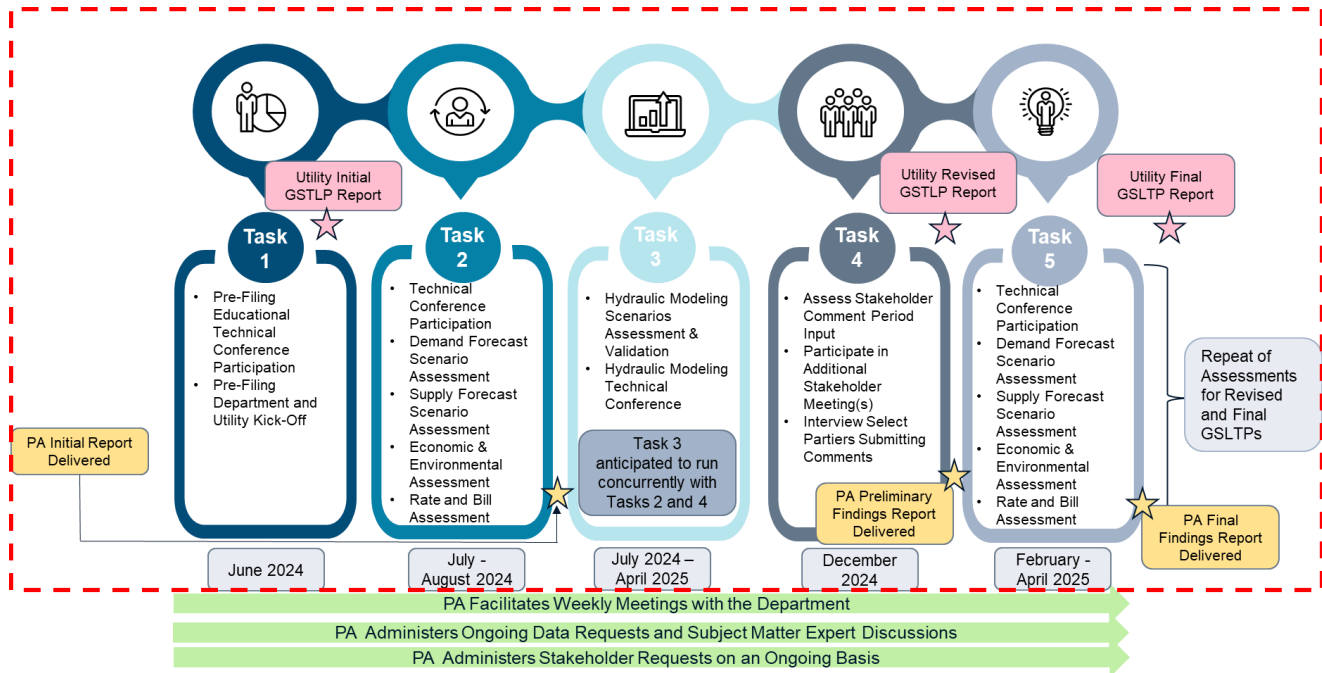 Utility Initial
GSTLP Report
Utility Revised
GSTLP Report
Utility Final
GSLTP Report
Task
1
• Pre-Filing
Educational
Technical
Conference
Participation
• Pre-Filing
Department and
Utility Kick-Off
June 2024
PA Initial Report
Delivered
Task
2
• Technical
Conference
Participation
• Demand Forecast
Scenario
Assessment
• Supply Forecast
Scenario
Assessment
• Economic &
Environmental
Assessment
• Rate and Bill
Assessment
July -
August 2024
Task
3
• Hydraulic Modeling
Scenarios
Assessment &
Validation
• Hydraulic Modeling
Technical
Conference
Task 3
anticipated to run
concurrently with
Tasks 2 and 4
July 2024 –
April 2025
Task
4
• Assess Stakeholder
Comment Period
Input
• Participate in
Additional
Stakeholder
Meeting(s)
• Interview Select
Partiers Submitting
Comments
PA Preliminary
Findings Report
Delivered
December
2024
Task
5
• Technical
Conference
Participation
• Demand Forecast
Scenario
Assessment
• Supply Forecast
Scenario
Assessment
• Economic &
Environmental
Assessment
• Rate and Bill
Assessment
February -
April 2025
Repeat of
Assessments
for Revised
and Final
GSLTPs
PA Final
Findings Report
Delivered
PA Facilitates Weekly Meetings with the Department
PA Administers Ongoing Data Requests and Subject Matter Expert Discussions
PA Administers Stakeholder Requests on an Ongoing Basis